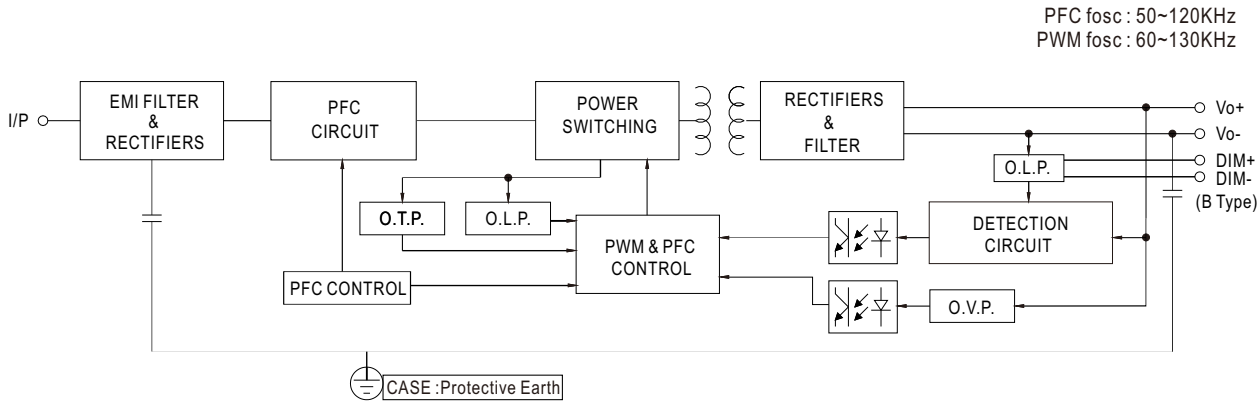 PFC fosc : 50~120KHz
PWM fosc : 60~130KHz
I/P
EMI FILTER
&
RECTIFIERS
PFC
CIRCUIT
POWER
SWITCHING
RECTIFIERS
&
FILTER
Vo+
Vo-
DIM+
DIM-
(B Type)
O.L.P.
O.T.P.
O.L.P.
PWM & PFC
CONTROL
DETECTION
CIRCUIT
PFC CONTROL
O.V.P.
CASE :Protective Earth